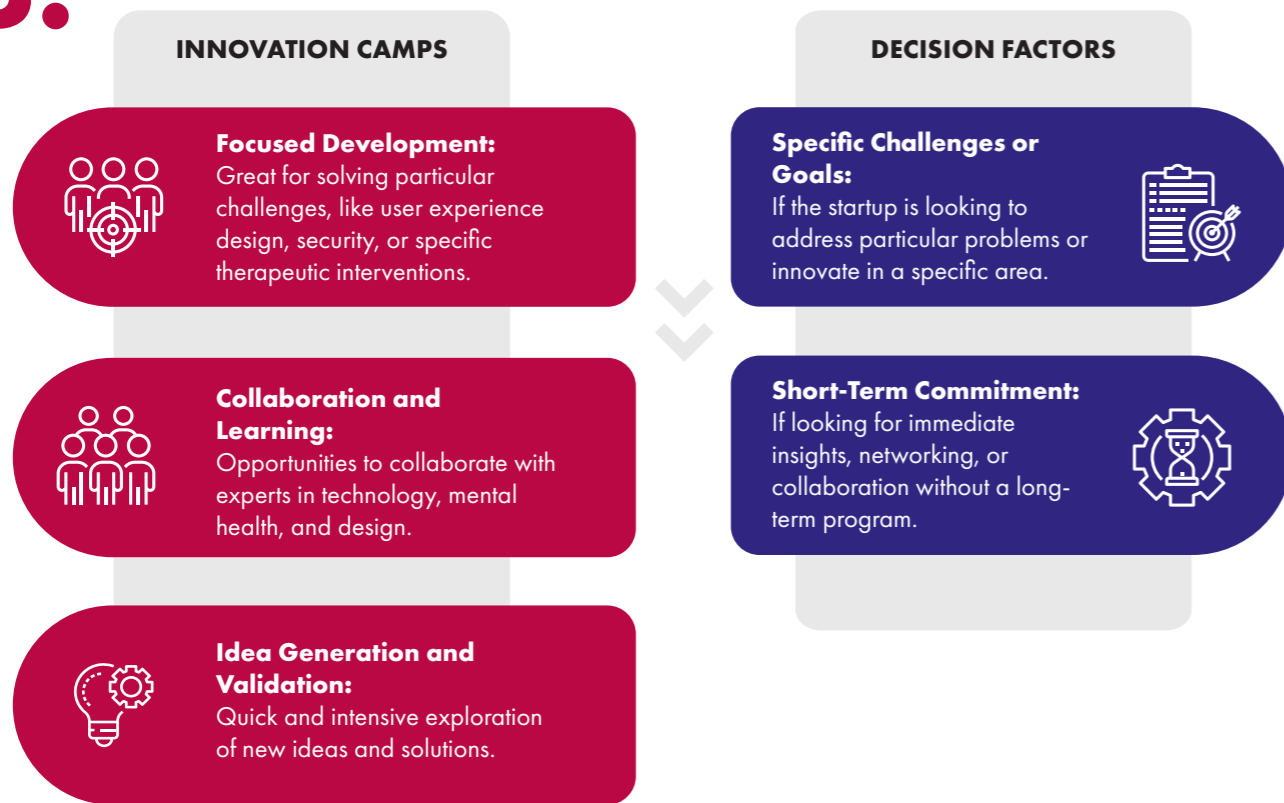 INNOVATION CAMPS
Focused Development:
Great for solving particular
challenges, like user experience
design, security, or specific
therapeutic interventions.
Collaboration and
Learning:
Opportunities to collaborate with
experts in technology, mental
health, and design.
Idea Generation and
Validation:
Quick and intensive exploration
of new ideas and solutions.
DECISION FACTORS
Specific Challenges or
Goals:
If the startup is looking to
address particular problems or
innovate in a specific area.
Short-Term Commitment:
If looking for immediate
insights, networking, or
collaboration without a long-
term program.